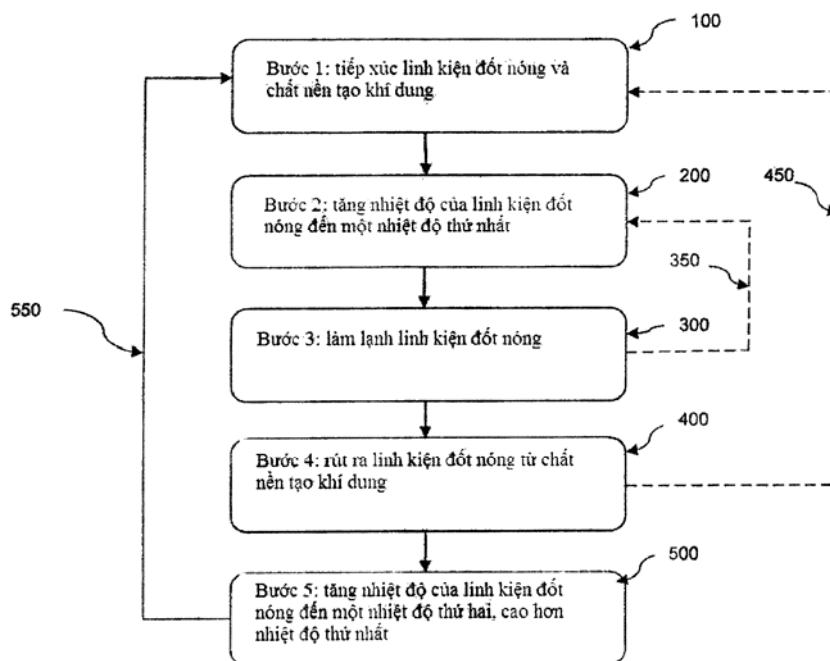 100
Bước 1: tiếp xúc linh kiện đốt nóng và
chất nền tạo khí dung
200
Bước 2: tăng nhiệt độ của linh kiện đốt
nóng đến một nhiệt độ thứ nhất
450
350
550
300
Bước 3: làm lạnh linh kiện đốt nóng
400
Bước 4: rút ra linh kiện đốt nóng từ chất
nền tạo khí dung
500
Bước 5: tăng nhiệt độ của linh kiện đốt
nóng đến một nhiệt độ thứ hai, cao hơn
nhiệt độ thứ nhất